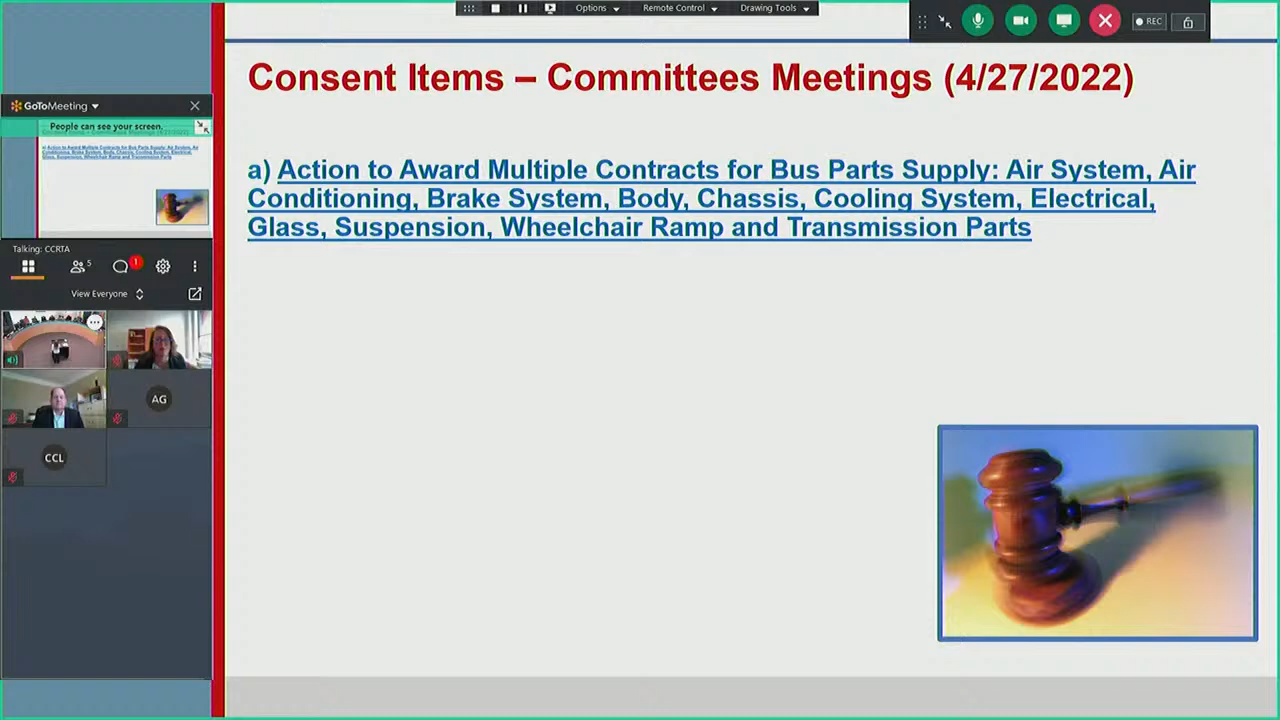 Options
Remote Control
Drawing Tools
REC
Consent Items – Committees Meetings (4/27/2022)
GoToMeeting
People can see your screen.
a) Action to Award Multiple Contracts for Bus Parts Supply: Air System, Air
Conditioning, Brake System, Body, Chassis, Cooling System, Electrical,
Glass, Suspension, Wheelchair Ramp and Transmission Parts
Talking: CCRTA
5
1
View Everyone
AG
CCL